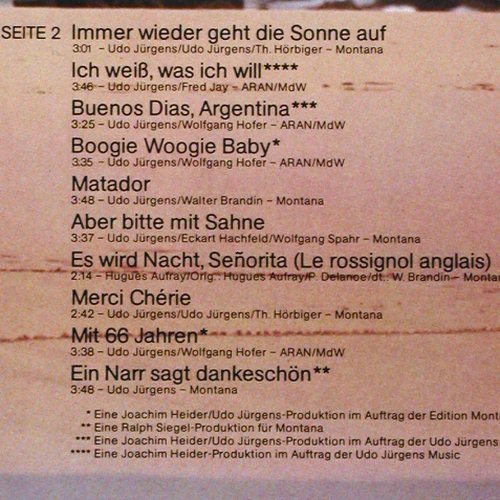 SEITE 2 Immer wieder geht die Sonne auf
3:01 – Udo Jürgens/Udo Jürgens/Th. Hörbiger – Montana
Ich weiß, was ich will****
3:46 – Udo Jürgens/Fred Jay – ARAN/MdW
Buenos Dias, Argentina***
3:25 – Udo Jürgens/Wolfgang Hofer – ARAN/MdW
Boogie Woogie Baby*
3:35 – Udo Jürgens/Wolfgang Hofer – ARAN/MdW
Matador
3:48 – Udo Jürgens/Walter Brandin – Montana
Aber bitte mit Sahne
3:37 – Udo Jürgens/Eckart Hachfeld/Wolfgang Spahr – Montana
Es wird Nacht, Señorita (Le rossignol anglais)
2:14 – Hugues Aufray/Orig.: Hugues Aufray/P. Delanoe/dt.: W. Brandin – Montan
Merci Chérie
2:42 – Udo Jürgens/Udo Jürgens/Th. Hörbiger – Montana
Mit 66 Jahren*
3:38 – Udo Jürgens/Wolfgang Hofer – ARAN/MdW
Ein Narr sagt dankeschön**
3:48 – Udo Jürgens – Montana
* Eine Joachim Heider/Udo Jürgens-Produktion im Auftrag der Edition Mont
** Eine Ralph Siegel-Produktion für Montana
*** Eine Joachim Heider/Udo Jürgens-Produktion im Auftrag der Udo Jürgens
**** Eine Joachim Heider-Produktion im Auftrag der Udo Jürgens Music